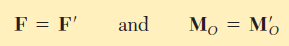 F = F′ and M_O = M′_O